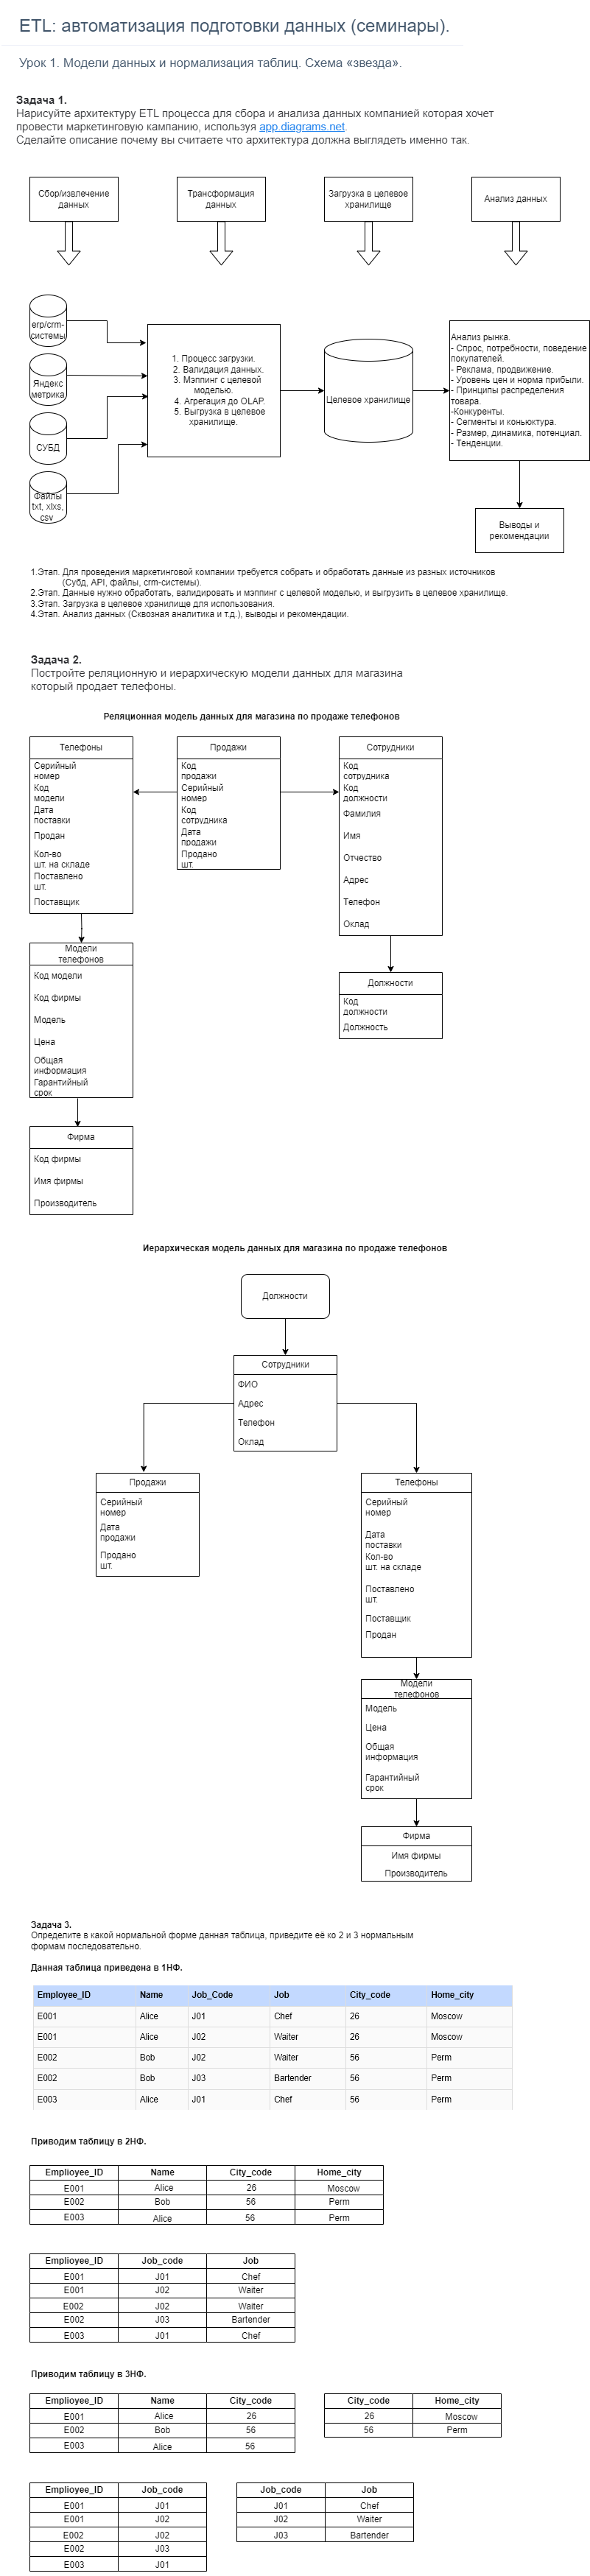 ETL: автоматизация подготовки данных (семинары).
Урок 1. Модели данных и нормализация таблиц. Схема «звезда».
Задача 1.
Нарисуйте архитектуру ETL процесса для сбора и анализа данных компанией которая хочет
провести маркетинговую кампанию, используя app.diagrams.net.
Сделайте описание почему вы считаете что архитектура должна выглядеть именно так.
Сбор/извлечение
данных
Трансформация
данных
Загрузка в целевое
хранилище
Анализ данных
erp/crm-
системы
Яндекс
метрика
СУБД
Файлы
txt, xlxs,
csv
1. Процесс загрузки.
2. Валидация данных.
3. Мэппинг с целевой
моделью.
4. Агрегация до OLAP.
5. Выгрузка в целевое
хранилище.
Целевое хранилище
Анализ рынка.
- Спрос, потребности, поведение
покупателей.
- Реклама, продвижение.
- Уровень цен и норма прибыли.
- Принципы распределения
товара.
-Конкуренты.
- Сегменты и коньюктура.
- Размер, динамика, потенциал.
- Тенденции.
Выводы и
рекомендации
1.Этап. Для проведения маркетинговой компании требуется собрать и обработать данные из разных источников
(Субд, API, файлы, crm-системы).
2.Этап. Данные нужно обработать, валидировать и мэппинг с целевой моделью, и выгрузить в целевое хранилище.
3.Этап. Загрузка в целевое хранилище для использования.
4.Этап. Анализ данных (Сквозная аналитика и т.д.), выводы и рекомендации.
Задача 2.
Постройте реляционную и иерархическую модели данных для магазина
который продает телефоны.
Реляционная модель данных для магазина по продаже телефонов
Телефоны
Серийный
номер
Код
модели
Дата
поставки
Продан
Кол-во
шт. на складе
Поставлено
шт.
Поставщик
Продажи
Код
продажи
Серийный
номер
Код
сотрудника
Дата
продажи
Продано
шт.
Сотрудники
Код
сотрудника
Код
должности
Фамилия
Имя
Отчество
Адрес
Телефон
Оклад
Модели
телефонов
Код модели
Код фирмы
Модель
Цена
Общая
информация
Гарантийный
срок
Должности
Код
должности
Должность
Фирма
Код фирмы
Имя фирмы
Производитель
Иерархическая модель данных для магазина по продаже телефонов
Должности
Сотрудники
ФИО
Адрес
Телефон
Оклад
Продажи
Серийный
номер
Дата
продажи
Продано
шт.
Телефоны
Серийный
номер
Дата
поставки
Кол-во
шт. на складе
Поставлено
шт.
Поставщик
Продан
Модели
телефонов
Модель
Цена
Общая
информация
Гарантийный
срок
Фирма
Имя фирмы
Производитель
Задача 3.
Определите в какой нормальной форме данная таблица, приведите её ко 2 и 3 нормальным
формам последовательно.
Данная таблица приведена в 1НФ.
Employee_ID Name Job_Code Job City_code Home_city
E001 Alice J01 Chef 26 Moscow
E001 Alice J02 Waiter 26 Moscow
E002 Bob J02 Waiter 56 Perm
E002 Bob J03 Bartender 56 Perm
E003 Alice J01 Chef 56 Perm
Приводим таблицу в 2НФ.
Emplioyee_ID Name City_code Home_city
E001 Alice 26 Moscow
E002 Bob 56 Perm
E003 Alice 56 Perm
Emplioyee_ID Job_code Job
E001 J01 Chef
E001 J02 Waiter
E002 J02 Waiter
E002 J03 Bartender
E003 J01 Chef
Приводим таблицу в 3НФ.
Emplioyee_ID Name City_code
E001 Alice 26
E002 Bob 56
E003 Alice 56
City_code Home_city
26 Moscow
56 Perm
Emplioyee_ID Job_code
E001 J01
E001 J02
E002 J02
E002 J03
E003 J01
Job_code Job
J01 Chef
J02 Waiter
J03 Bartender